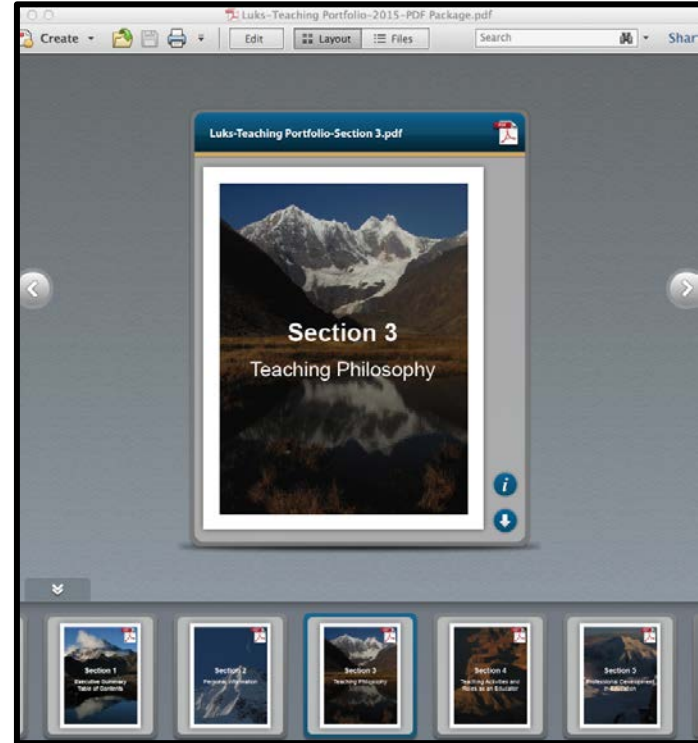 Luks-Teaching Portfolio-2015-PDF Package.pdf
Create Edit Layout Files Search Shar
Luks-Teaching Portfolio-Section 3.pdf
Section 3
Teaching Philosophy
Section 1
Executive Summary
Table of Contents
Section 2
Personal Information
Section 3
Teaching Philosophy
Section 4
Teaching Activities and
Roles as an Educator
Section 5
Professional Development
in Education